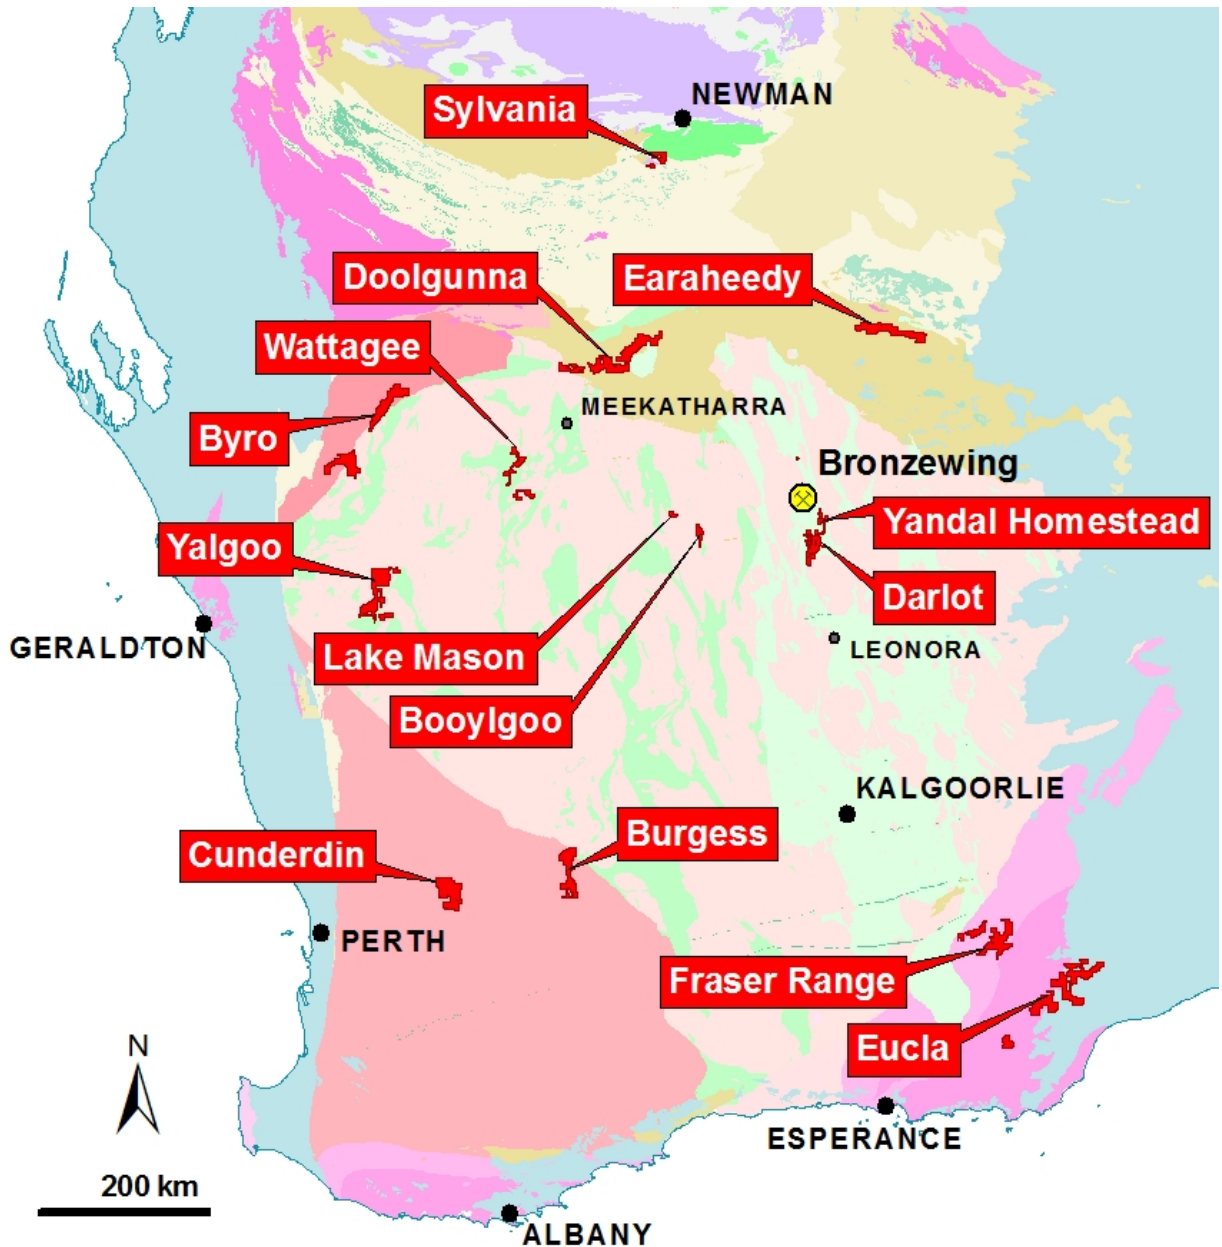 NEWMAN
Sylvania
Doolgunna
Earaheedy
Wattagee
MEEKATHARRA
Byro
Bronzewing
Yandal Homestead
Yalgoo
Darlot
GERALDTON
Lake Mason
LEONORA
Booylgoo
KALGOORLIE
Burgess
Cunderdin
PERTH
Fraser Range
Eucla
N
ESPERANCE
200 km
ALBANY